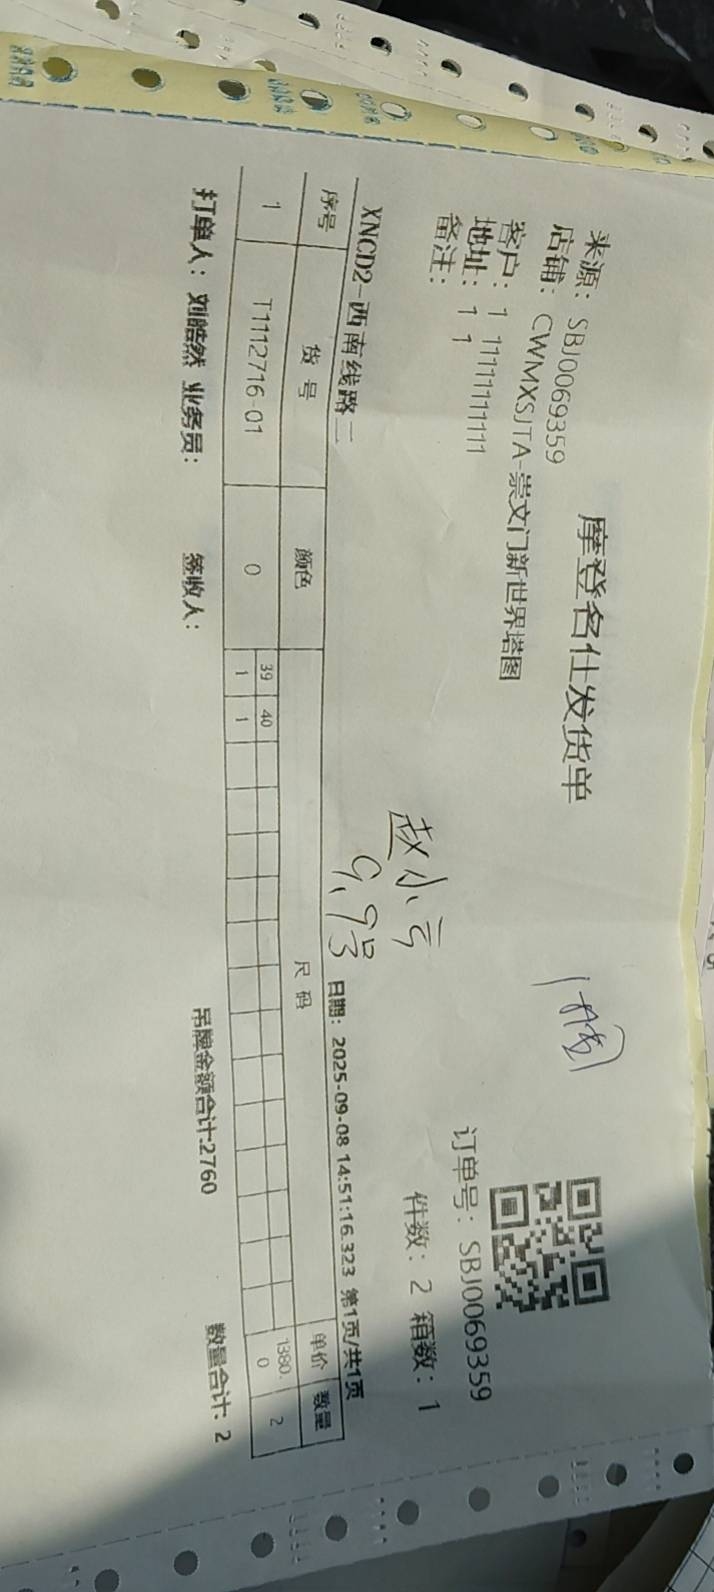 摩登名仕发货单
来源：SBJ0069359
店铺：CWMXSJTA-崇文门新世界塔图
客户：1 11111111111
地址：1 1
备注：
订单号：SBJ0069359
件数：2 箱数：1
赵小云
9.9号
XNCD2-西南线路二 日期：2025-09-08 14:51:16.323 第1页/共1页
序号 货号 颜色 尺码 单价 数量
39 40
1 T1112716-01 0 1 1 1380.0 2
打单人：刘皓然 业务员： 签收人： 吊牌金额合计:2760 数量合计: 2